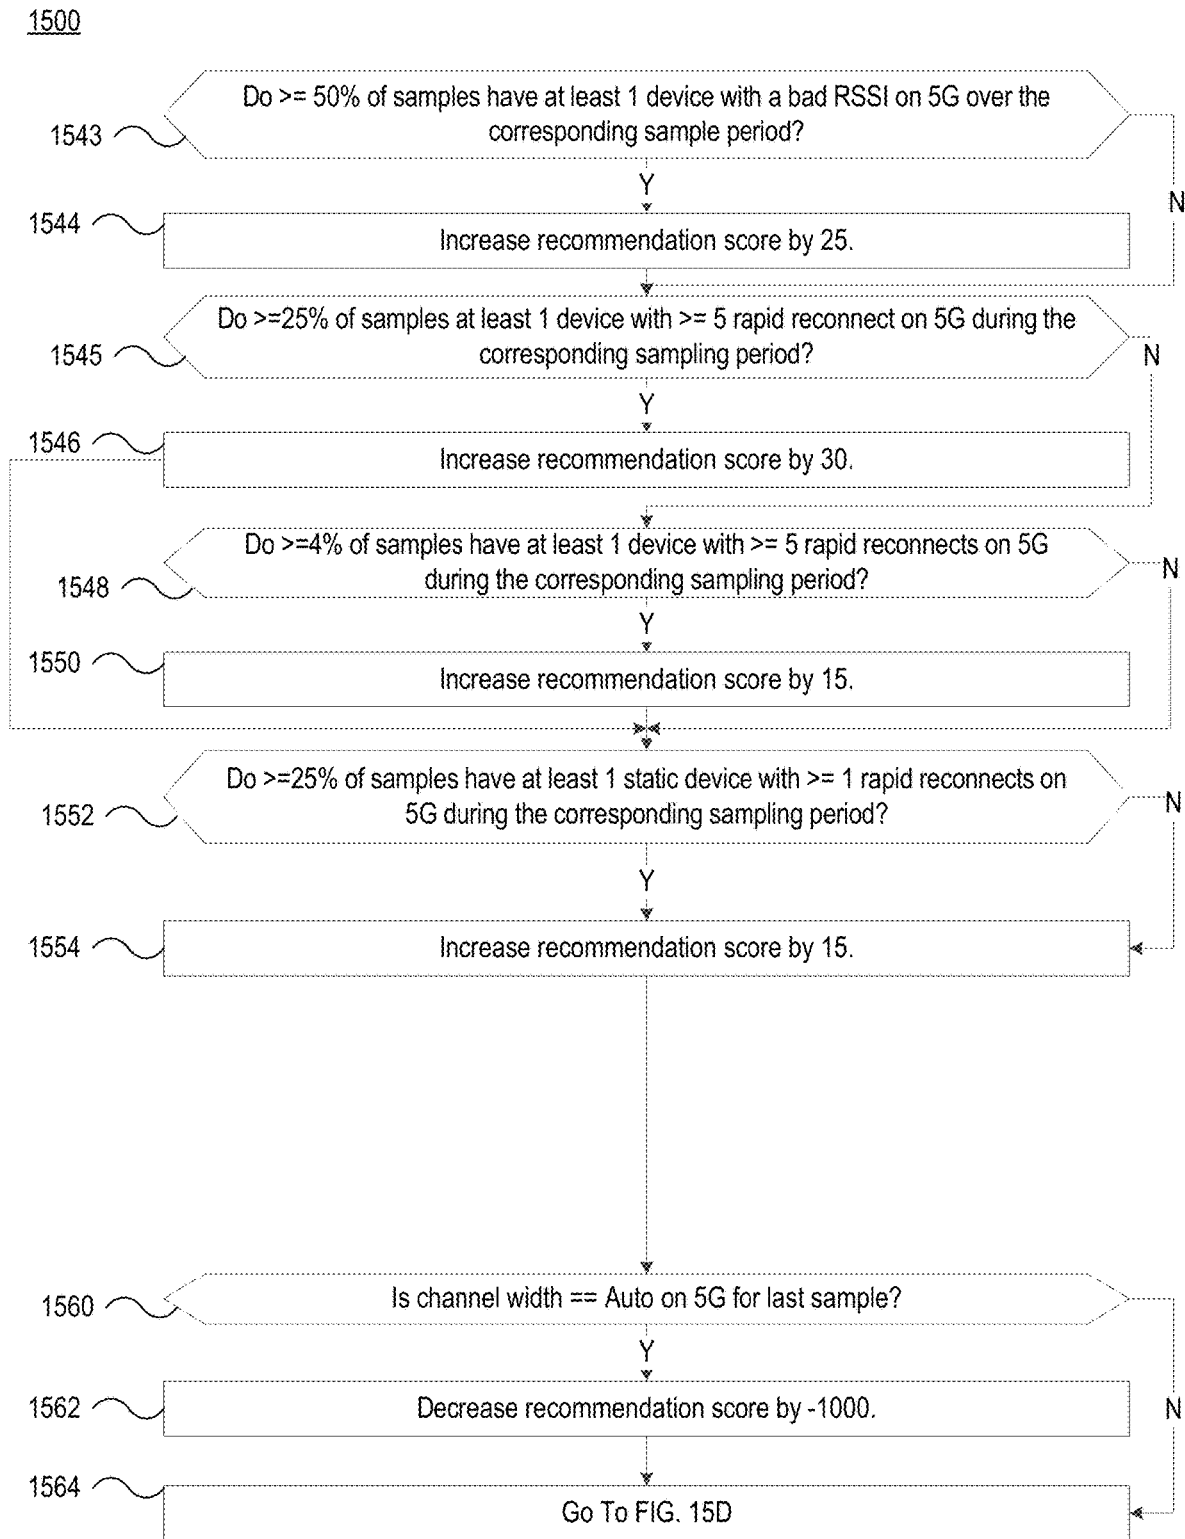 1500
Do >= 50% of samples have at least 1 device with a bad RSSI on 5G over the
corresponding sample period?
1543
Y
N
1544
Increase recommendation score by 25.
Do >=25% of samples at least 1 device with >= 5 rapid reconnect on 5G during the
corresponding sampling period?
1545
N
Y
1546
Increase recommendation score by 30.
Do >=4% of samples have at least 1 device with >= 5 rapid reconnects on 5G
during the corresponding sampling period?
1548
N
Y
1550
Increase recommendation score by 15.
Do >=25% of samples have at least 1 static device with >= 1 rapid reconnects on
5G during the corresponding sampling period?
1552
N
Y
1554
Increase recommendation score by 15.
1560
Is channel width == Auto on 5G for last sample?
Y
1562
Decrease recommendation score by -1000.
N
1564
Go To FIG. 15D